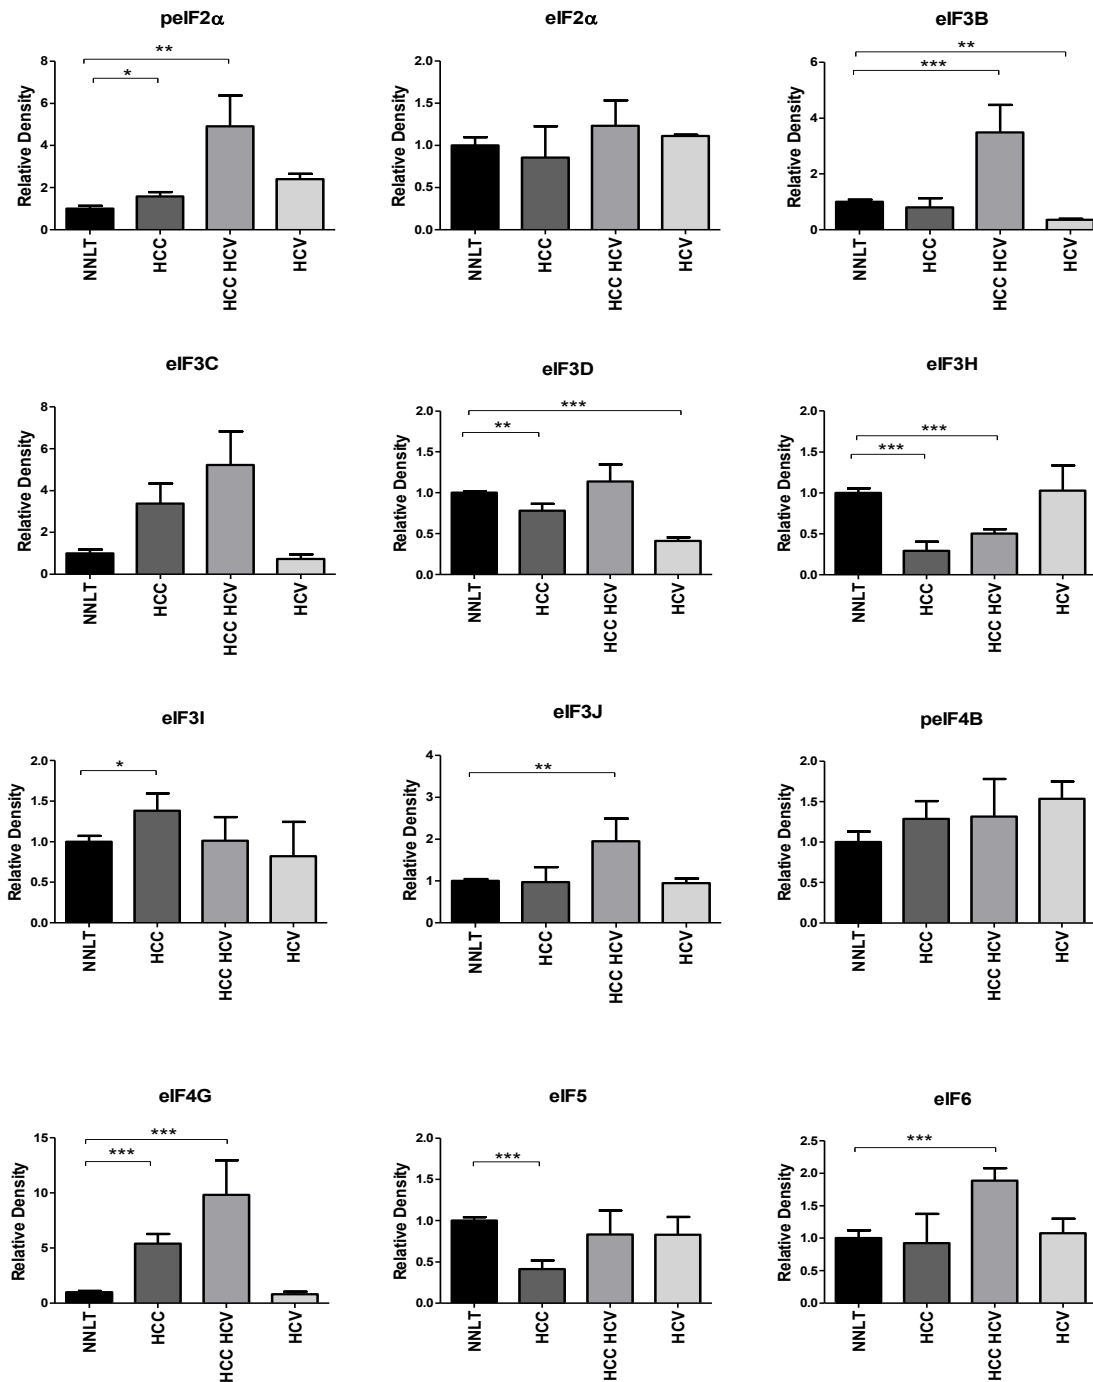 peIF2α
**
*
Relative Density
8
6
4
2
0
NNLT
HCC
HCC HCV
HCV
eIF2α
Relative Density
2.0
1.5
1.0
0.5
0.0
NNLT
HCC
HCC HCV
HCV
eIF3B
**
***
Relative Density
6
4
2
0
NNLT
HCC
HCC HCV
HCV
eIF3C
Relative Density
8
6
4
2
0
NNLT
HCC
HCC HCV
HCV
eIF3D
***
**
Relative Density
2.0
1.5
1.0
0.5
0.0
NNLT
HCC
HCC HCV
HCV
eIF3H
***
***
Relative Density
2.0
1.5
1.0
0.5
0.0
NNLT
HCC
HCC HCV
HCV
eIF3I
*
Relative Density
2.0
1.5
1.0
0.5
0.0
NNLT
HCC
HCC HCV
HCV
eIF3J
**
Relative Density
4
3
2
1
0
NNLT
HCC
HCC HCV
HCV
peIF4B
Relative Density
2.0
1.5
1.0
0.5
0.0
NNLT
HCC
HCC HCV
HCV
eIF4G
***
***
Relative Density
15
10
5
0
NNLT
HCC
HCC HCV
HCV
eIF5
***
Relative Density
2.0
1.5
1.0
0.5
0.0
NNLT
HCC
HCC HCV
HCV
eIF6
***
Relative Density
2.5
2.0
1.5
1.0
0.5
0.0
NNLT
HCC
HCC HCV
HCV